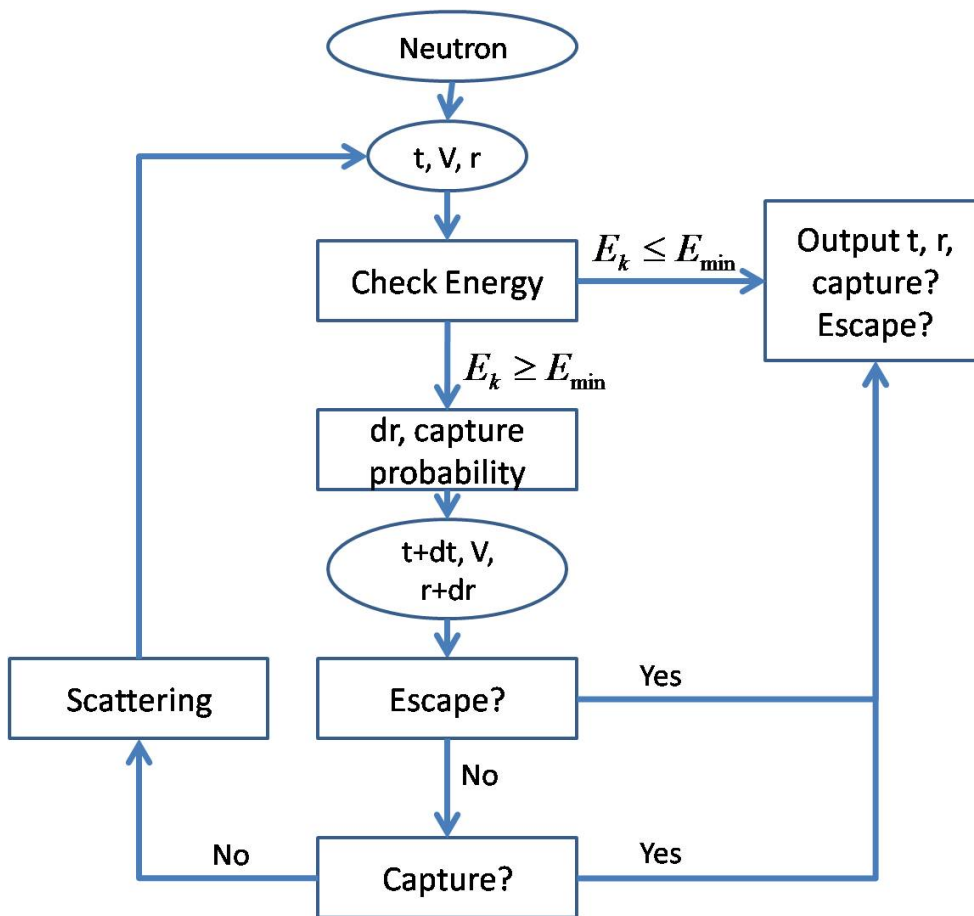 Neutron
t, V, r
Check Energy
E_k ≤ E_min
Output t, r,
capture?
Escape?
E_k ≥ E_min
dr, capture
probability
t+dt, V,
r+dr
Scattering
Escape?
Yes
No
No
Capture?
Yes